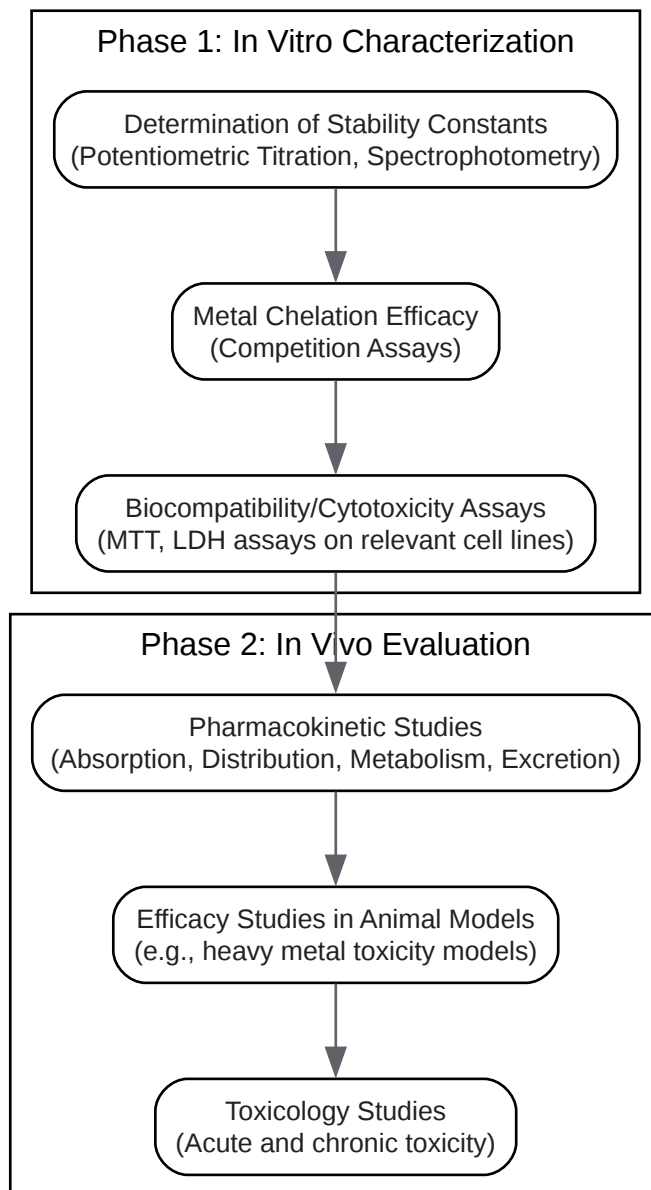 Phase 1: In Vitro Characterization
Determination of Stability Constants
(Potentiometric Titration, Spectrophotometry)
Metal Chelation Efficacy
(Competition Assays)
Biocompatibility/Cytotoxicity Assays
(MTT, LDH assays on relevant cell lines)
Phase 2: In Vivo Evaluation
Pharmacokinetic Studies
(Absorption, Distribution, Metabolism, Excretion)
Efficacy Studies in Animal Models
(e.g., heavy metal toxicity models)
Toxicology Studies
(Acute and chronic toxicity)